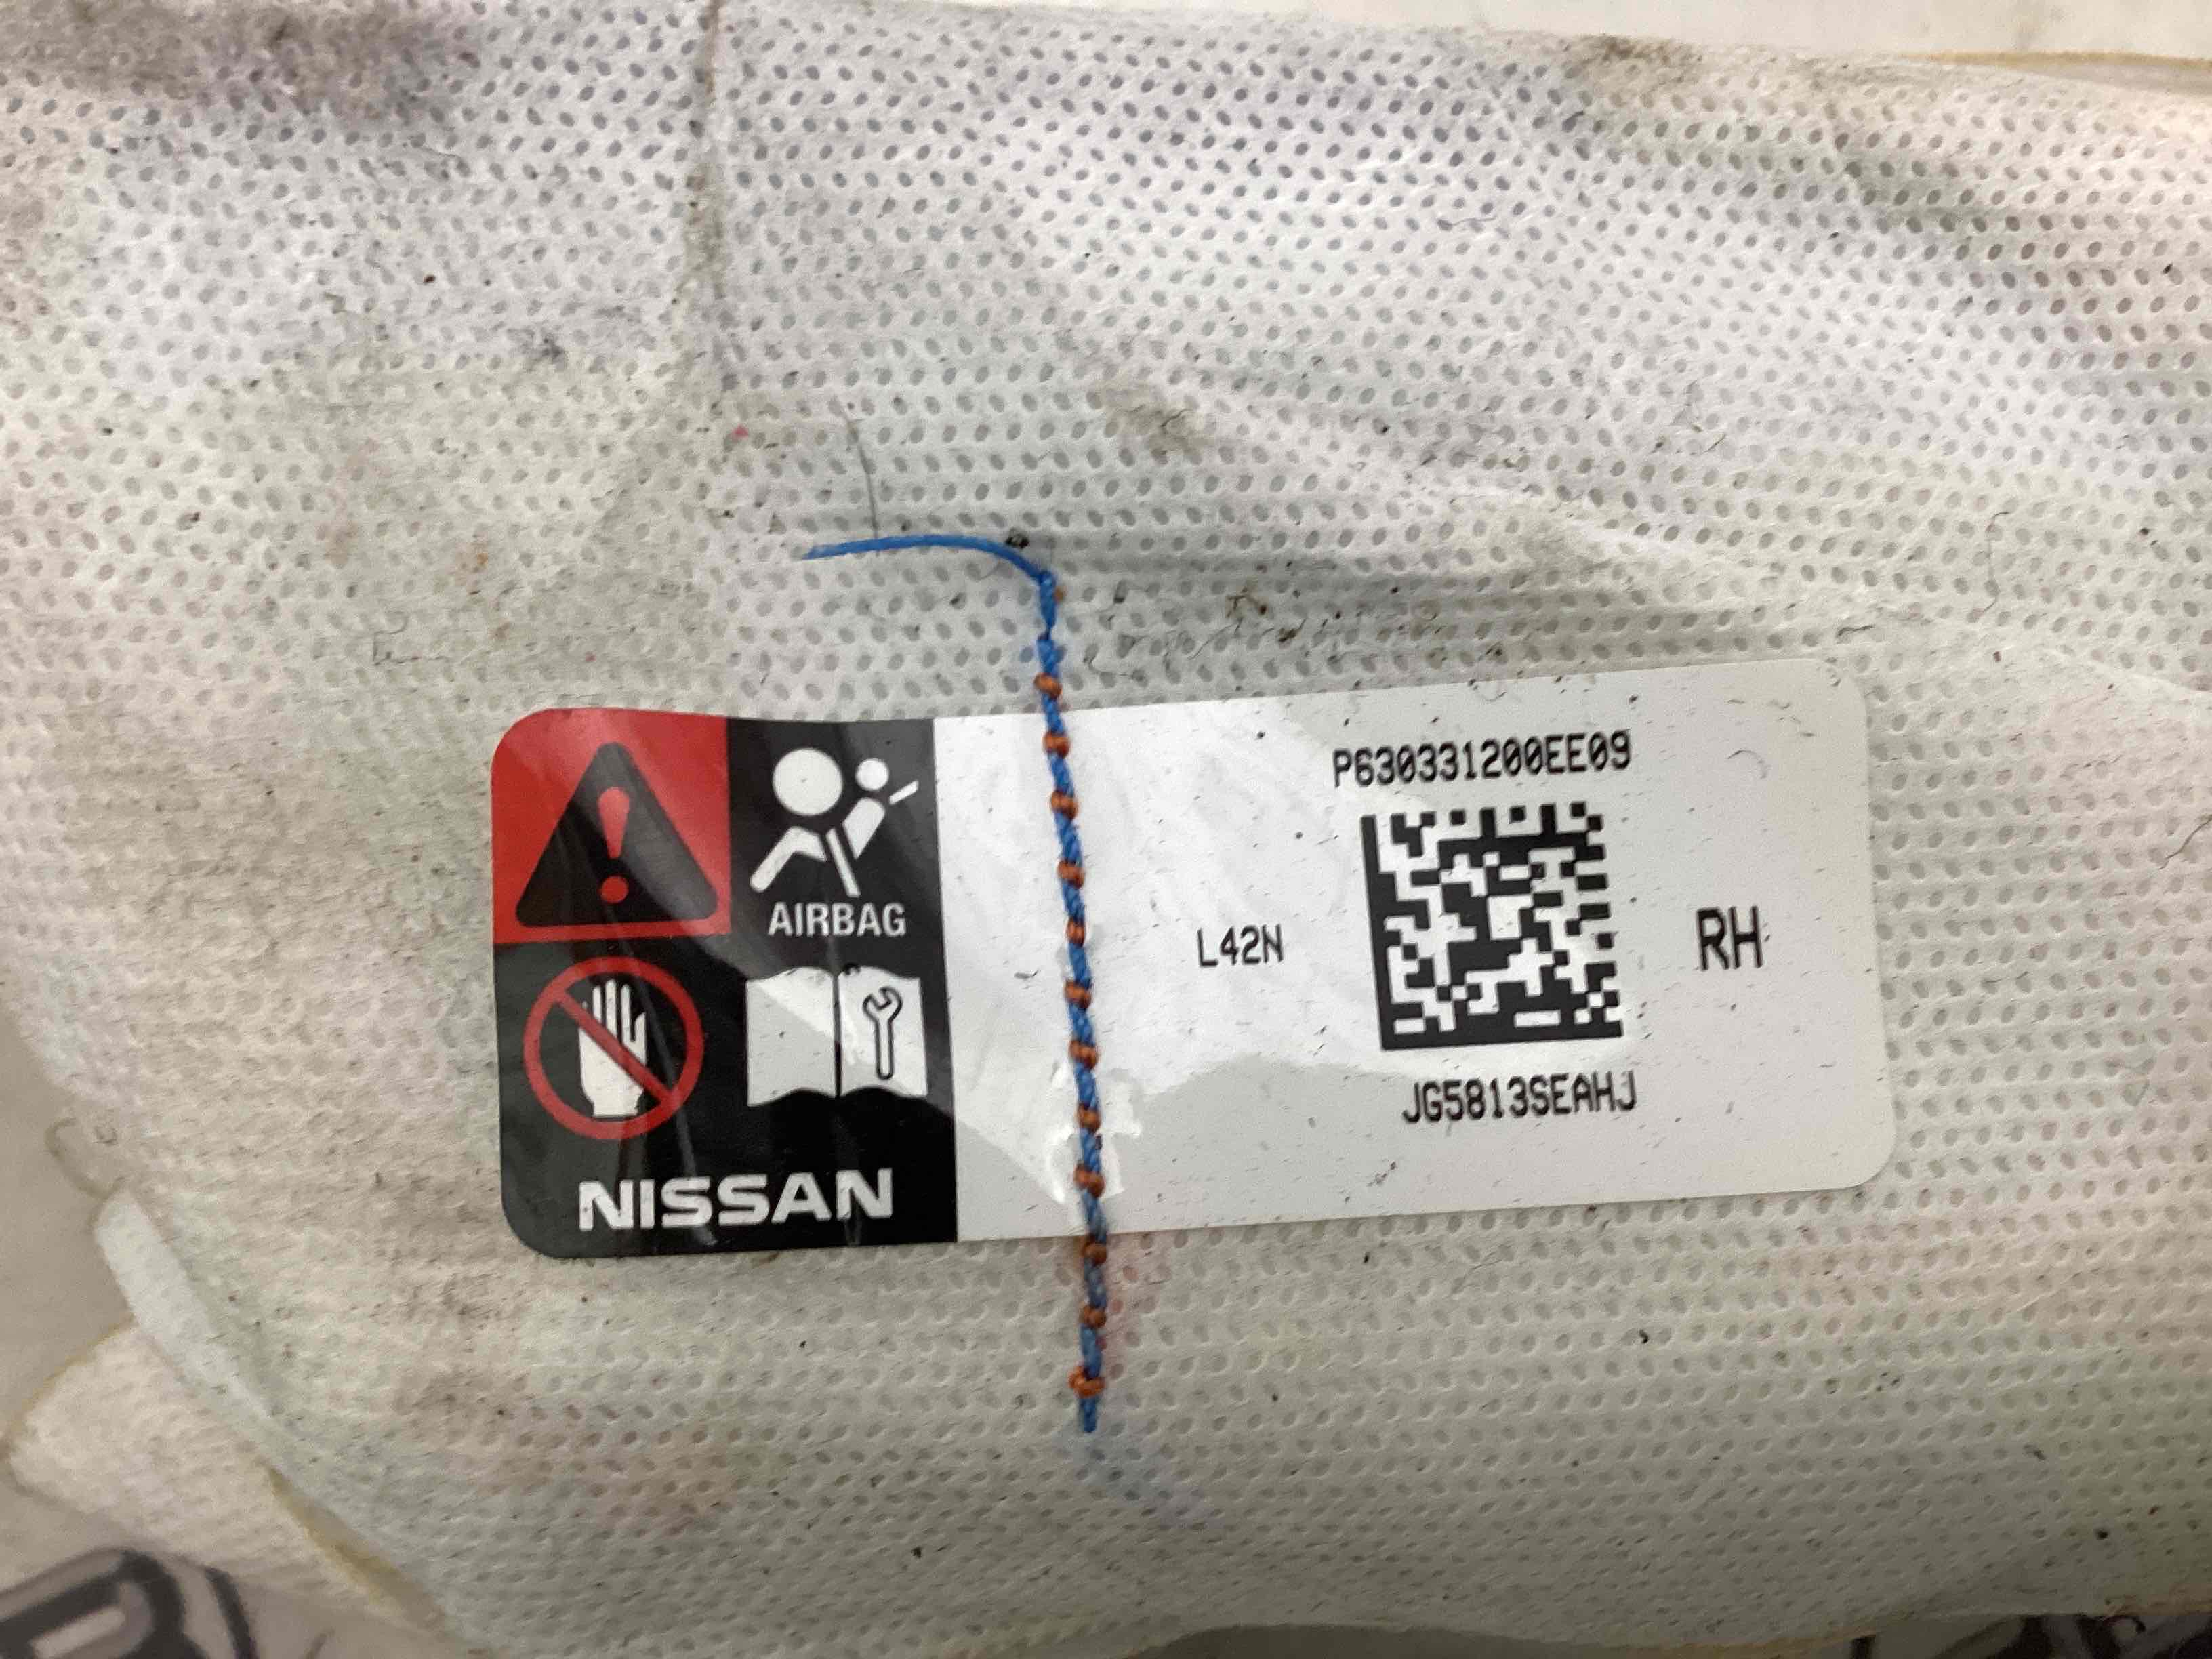 AIRBAG
NISSAN
P630331200EE09
L42N
RH
JG5813SEAHJ